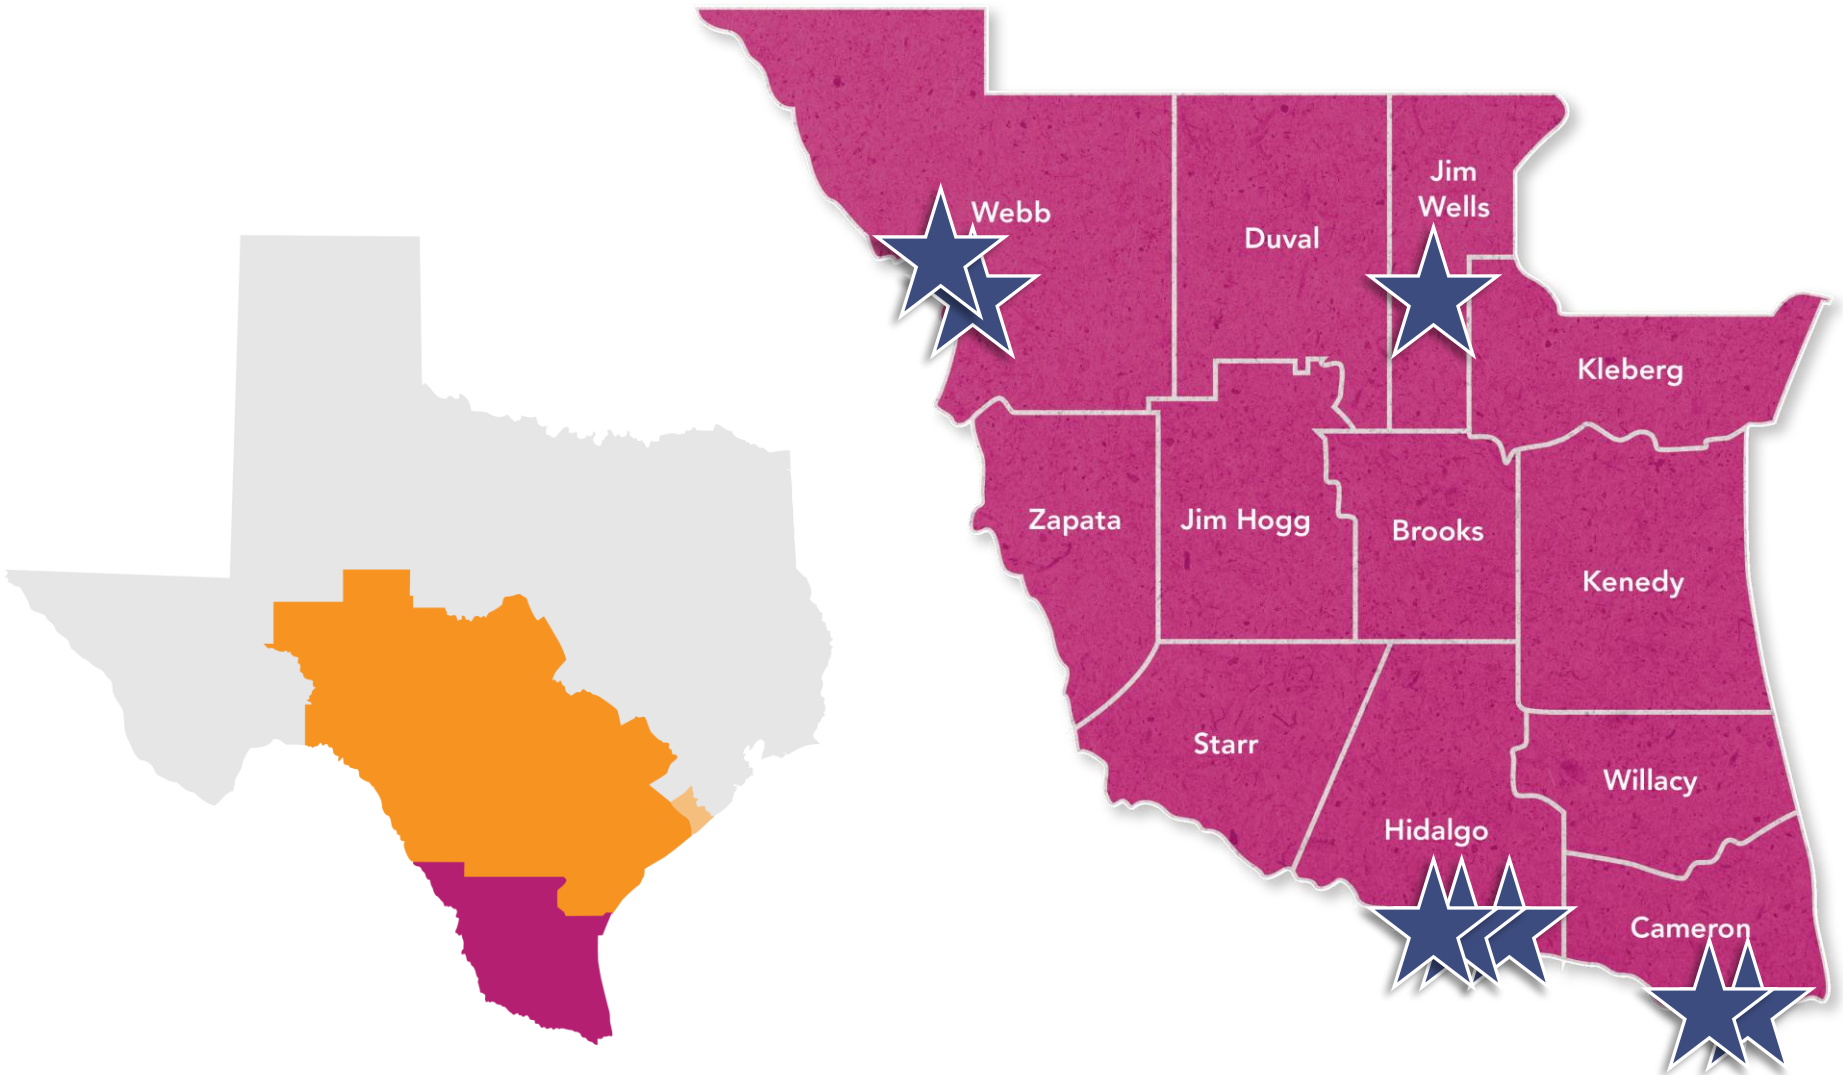 Jim
Wells
Webb
Duval
Kleberg
Zapata
Jim Hogg
Brooks
Kenedy
Starr
Willacy
Hidalgo
Cameron